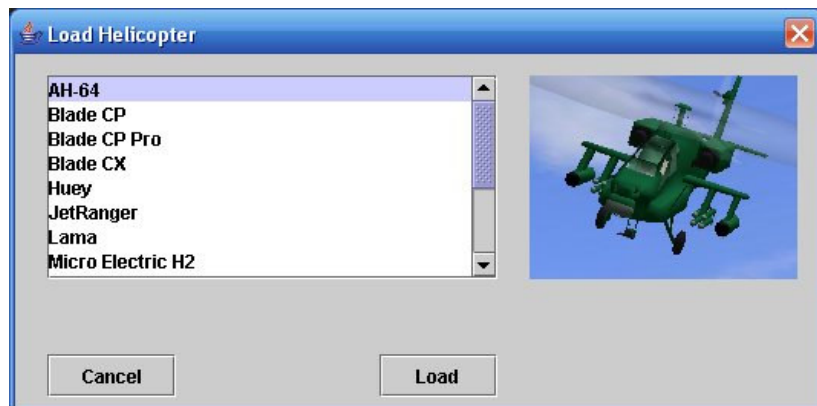 Load Helicopter
AH-64
Blade CP
Blade CP Pro
Blade CX
Huey
JetRanger
Lama
Micro Electric H2
Cancel
Load